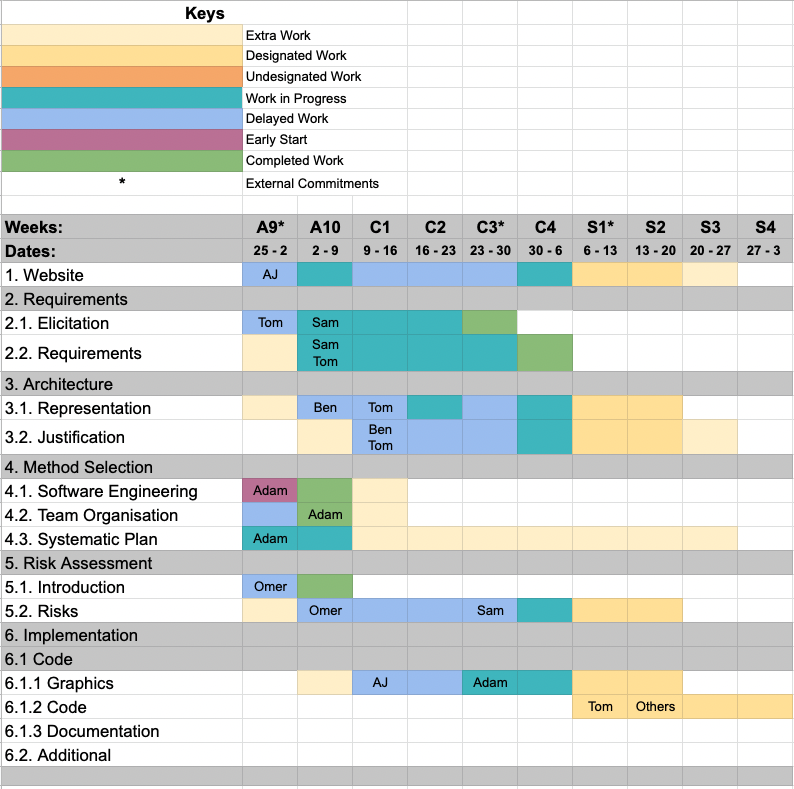 Keys
Extra Work
Designated Work
Undesignated Work
Work in Progress
Delayed Work
Early Start
Completed Work
* External Commitments
Weeks: A9* A10 C1 C2 C3* C4 S1* S2 S3 S4
Dates: 25 - 2 2 - 9 9 - 16 16 - 23 23 - 30 30 - 6 6 - 13 13 - 20 20 - 27 27 - 3
1. Website AJ
2. Requirements
2.1. Elicitation Tom Sam
2.2. Requirements Sam
Tom
3. Architecture
3.1. Representation Ben Tom
3.2. Justification Ben
Tom
4. Method Selection
4.1. Software Engineering Adam
4.2. Team Organisation Adam
4.3. Systematic Plan Adam
5. Risk Assessment
5.1. Introduction Omer
5.2. Risks Omer Sam
6. Implementation
6.1 Code
6.1.1 Graphics AJ Adam
6.1.2 Code Tom Others
6.1.3 Documentation
6.2. Additional